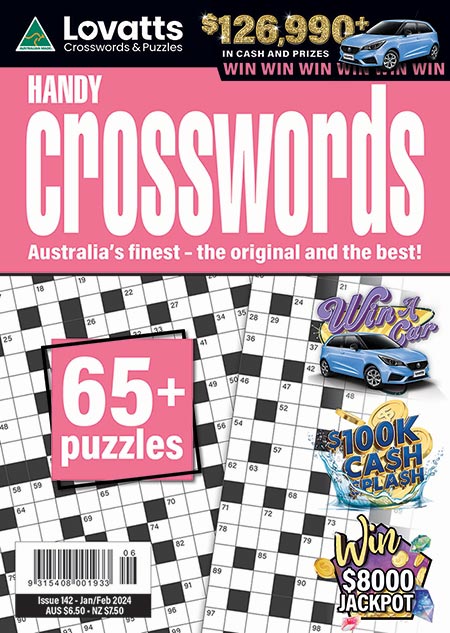 Lovatts
Crosswords & Puzzles
AUSTRALIAN MADE
$126,990+
IN CASH AND PRIZES
WIN WIN WIN WIN WIN WIN
HANDY
crosswords
Australia's finest - the original and the best!
65+
puzzles
Win A
Car
$100K
CASH
SPLASH
Win
$8000
JACKPOT
06
9 315408 001933
Issue 142 - Jan/Feb 2024
AUS $6.50 - NZ $7.50